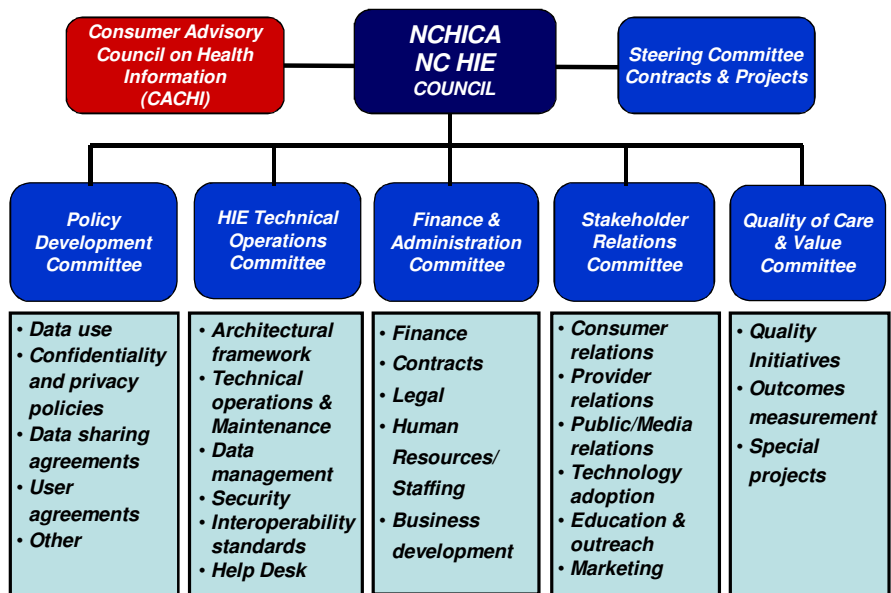 Consumer Advisory
Council on Health
Information
(CACHI)
NCHICA
NC HIE
COUNCIL
Steering Committee
Contracts & Projects
Policy
Development
Committee
HIE Technical
Operations
Committee
Finance &
Administration
Committee
Stakeholder
Relations
Committee
Quality of Care
& Value
Committee
• Data use
• Confidentiality
and privacy
policies
• Data sharing
agreements
• User
agreements
• Other
• Architectural
framework
• Technical
operations &
Maintenance
• Data
management
• Security
• Interoperability
standards
• Help Desk
• Finance
• Contracts
• Legal
• Human
Resources/
Staffing
• Business
development
• Consumer
relations
• Provider
relations
• Public/Media
relations
• Technology
adoption
• Education &
outreach
• Marketing
• Quality
Initiatives
• Outcomes
measurement
• Special
projects